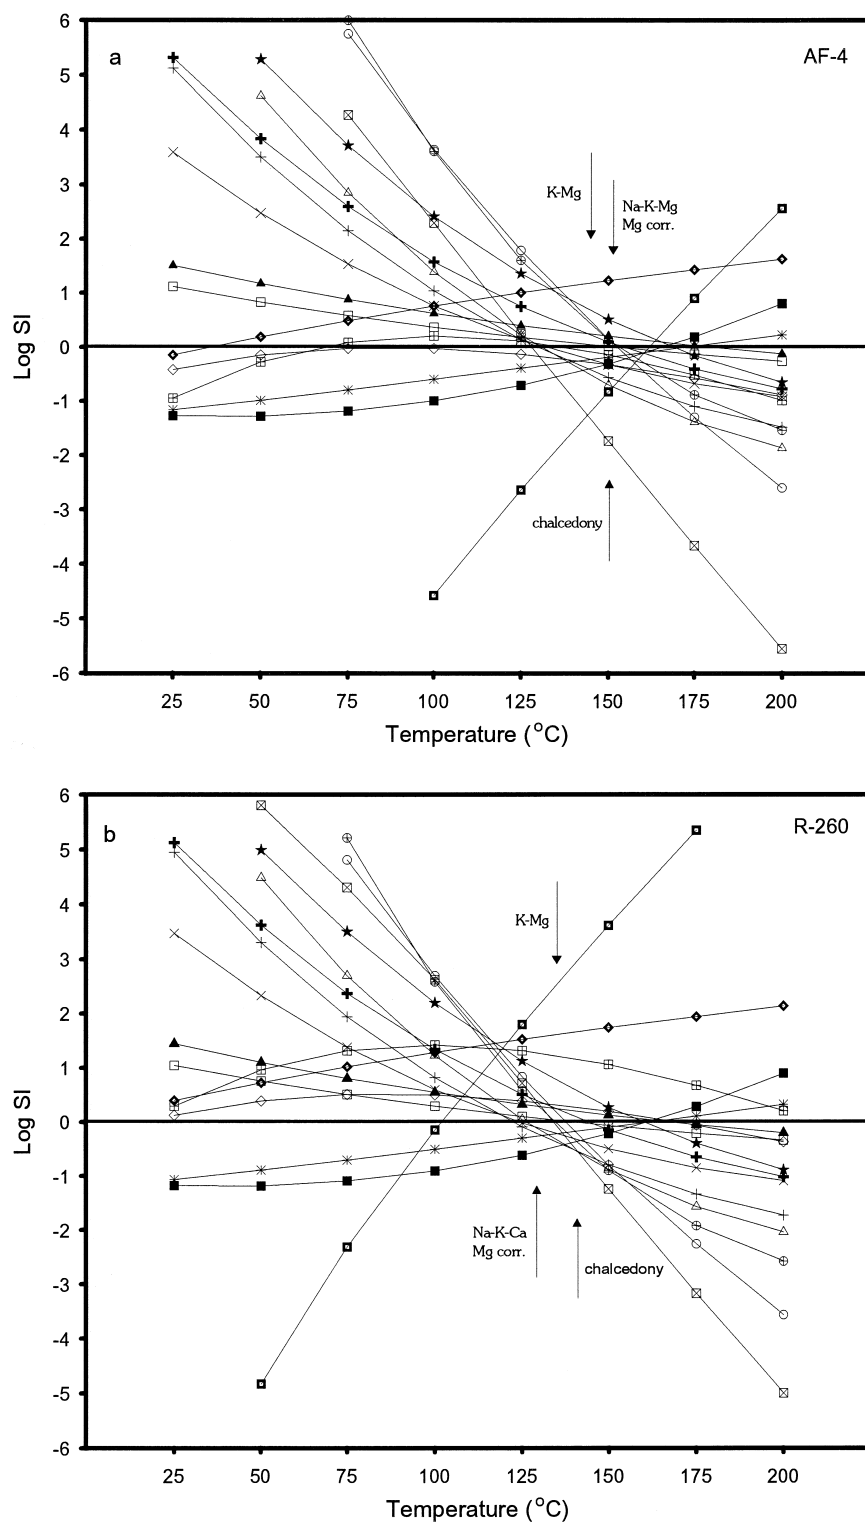 6
a
AF-4
5
4
3
K-Mg
Na-K-Mg
Mg corr.
2
1
Log SI
0
-1
-2
-3
chalcedony
-4
-5
-6
25 50 75 100 125 150 175 200
Temperature (°C)
6
b
R-260
5
4
K-Mg
3
2
1
Log SI
0
-1
-2
Na-K-Ca
Mg corr.
chalcedony
-3
-4
-5
-6
25 50 75 100 125 150 175 200
Temperature (°C)